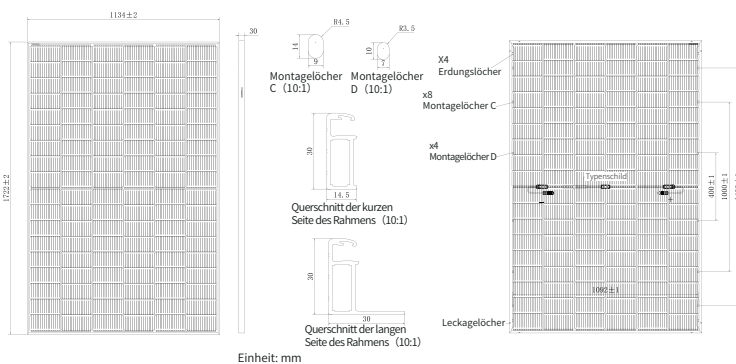 1134±2
30
1722±2
R4.5
14
9
Montagelöcher
C (10:1)
R3.5
10
7
Montagelöcher
D (10:1)
30
14.5
Querschnitt der kurzen
Seite des Rahmens (10:1)
30
30
Querschnitt der langen
Seite des Rahmens (10:1)
Einheit: mm
X4
Erdungslöcher
x8
Montagelöcher C
x4
Montagelöcher D
Typenschild
400±1
1000±1
1092±1
Leckagelöcher